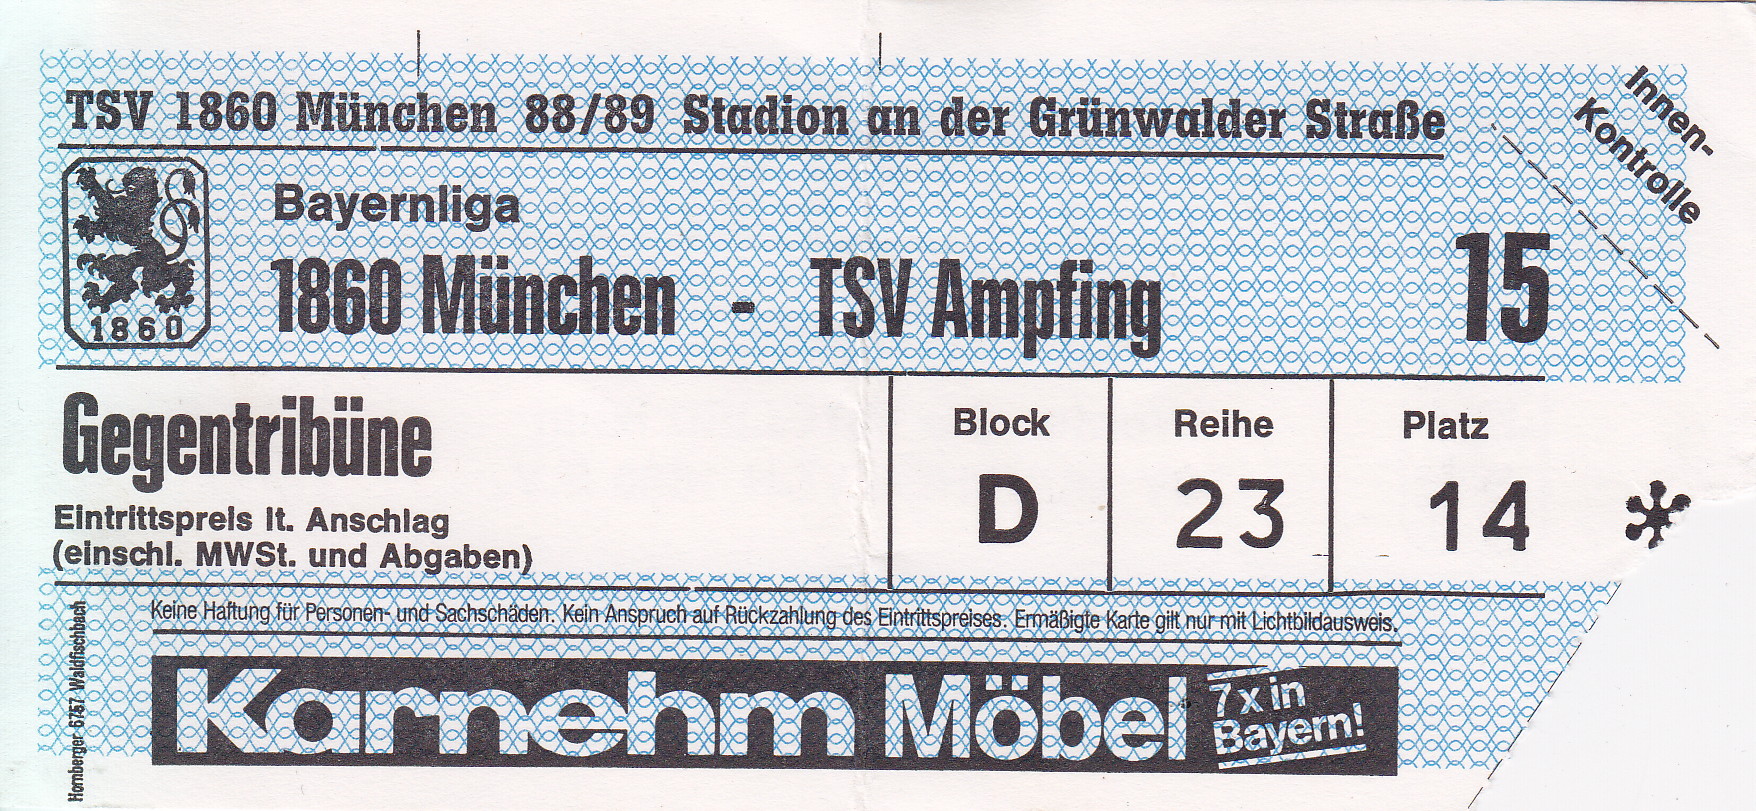 TSV 1860 München 88/89 Stadion an der Grünwalder Straße
Innen-
Kontrolle
Bayernliga
1860 München - TSV Ampfing
15
1860
Gegentribüne
Eintrittspreis lt. Anschlag
(einschl. MWSt. und Abgaben)
Block
D
Reihe
23
Platz
14
Keine Haftung für Personen- und Sachschäden. Kein Anspruch auf Rückzahlung des Eintrittspreises. Ermäßigte Karte gilt nur mit Lichtbildausweis.
Karnehm Möbel
7x in
Bayern!
Homberger 6757 Waldfischbach